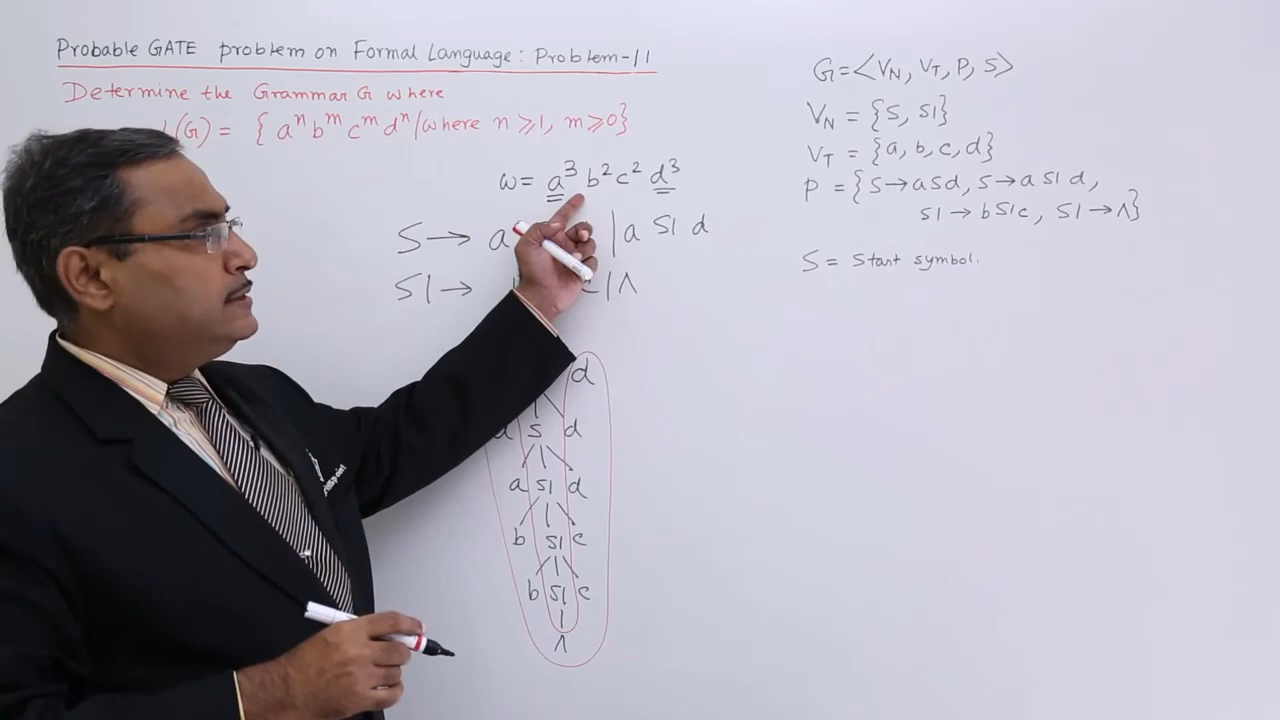 Probable GATE problem on Formal Language: Problem-11
Determine the Grammar G where
(G) = { aⁿ bᵐ cᵐ dⁿ / where n ⩾ 1, m ⩾ 0}
ω = a³ b² c² d³
S → a | a S1 d
S1 → c | Λ
d
S d
a S1 d
b S1 c
b S1 c
Λ
G = <V_N, V_T, P, S>
V_N = {S, S1}
V_T = {a, b, c, d}
P = {S → a S d, S → a S1 d,
S1 → b S1 c, S1 → Λ}
S = Start symbol.